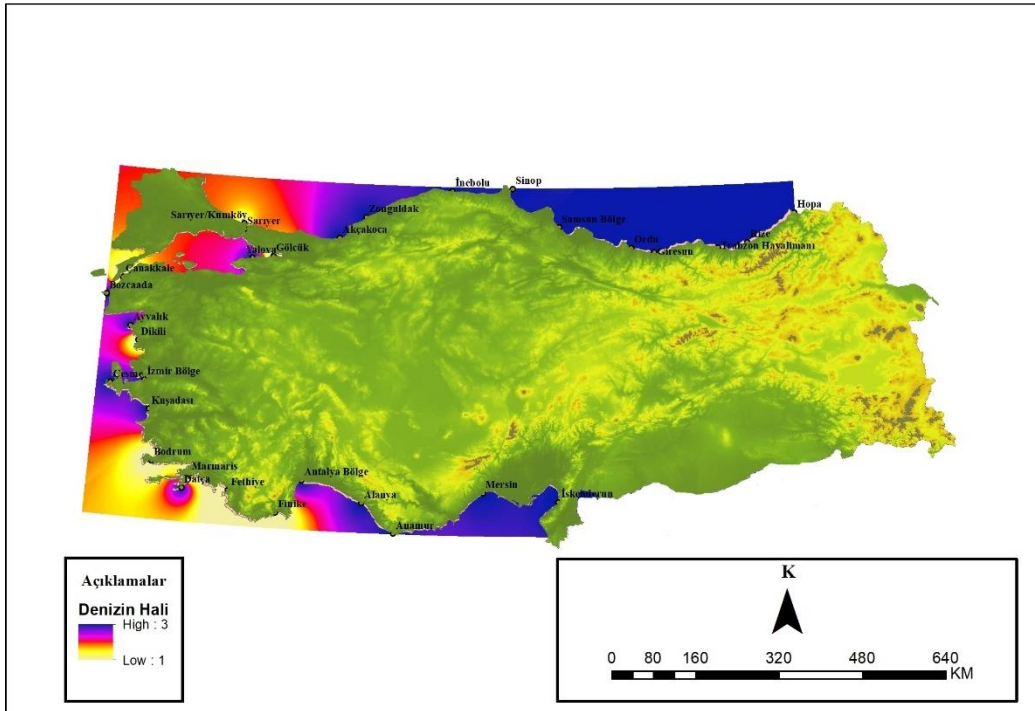 İnebolu
Sinop
Hopa
Zonguldak
Sarıyer/Kumköy
Sarıyer
Samsun Bölge
Akçakoca
Ordu
Rize
Trabzon Havalimanı
Giresun
Yalova
Gölcük
Çanakkale
Bozcaada
Ayvalık
Dikili
Çeşme
İzmir Bölge
Kuşadası
Bodrum
Marmaris
Datça
Fethiye
Antalya Bölge
Finike
Alanya
Mersin
İskenderun
Anamur
Açıklamalar
Denizin Hali
High : 3
Low : 1
K
0 80 160 320 480 640
KM